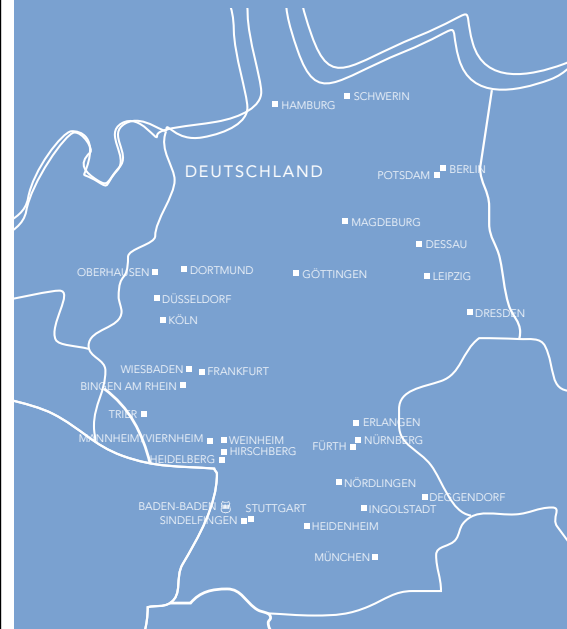 SCHWERIN
HAMBURG
DEUTSCHLAND
BERLIN
POTSDAM
MAGDEBURG
DESSAU
OBERHAUSEN
DORTMUND
GÖTTINGEN
LEIPZIG
DÜSSELDORF
DRESDEN
KÖLN
WIESBADEN
FRANKFURT
BINGEN AM RHEIN
TRIER
ERLANGEN
MANNHEIM/VIERNHEIM
WEINHEIM
NÜRNBERG
FÜRTH
HIRSCHBERG
HEIDELBERG
NÖRDLINGEN
DEGGENDORF
BADEN-BADEN
STUTTGART
INGOLSTADT
SINDELFINGEN
HEIDENHEIM
MÜNCHEN